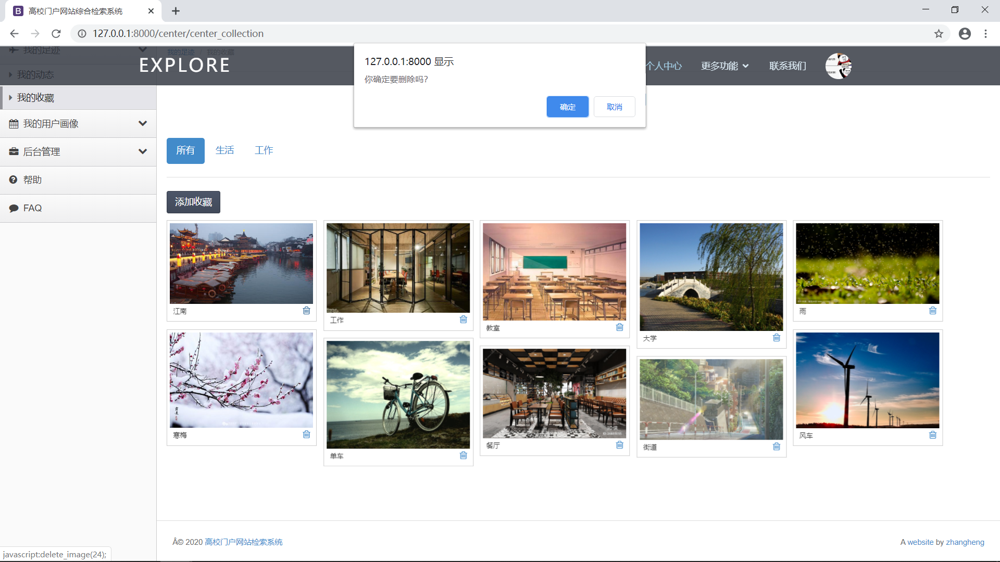 高校门户网站综合检索系统
127.0.0.1:8000/center/center_collection
我的足迹
我的足迹 / 我的收藏
EXPLORE
个人中心
更多功能
联系我们
127.0.0.1:8000 显示
你确定要删除吗?
确定
取消
我的动态
我的收藏
我的用户画像
后台管理
帮助
FAQ
所有
生活
工作
添加收藏
江南
工作
教室
大学
雨
寒梅
单车
餐厅
街道
风车
3D侠
ID:20885015
Â© 2020 高校门户网站检索系统
A website by zhangheng
javascript:delete_image(24);